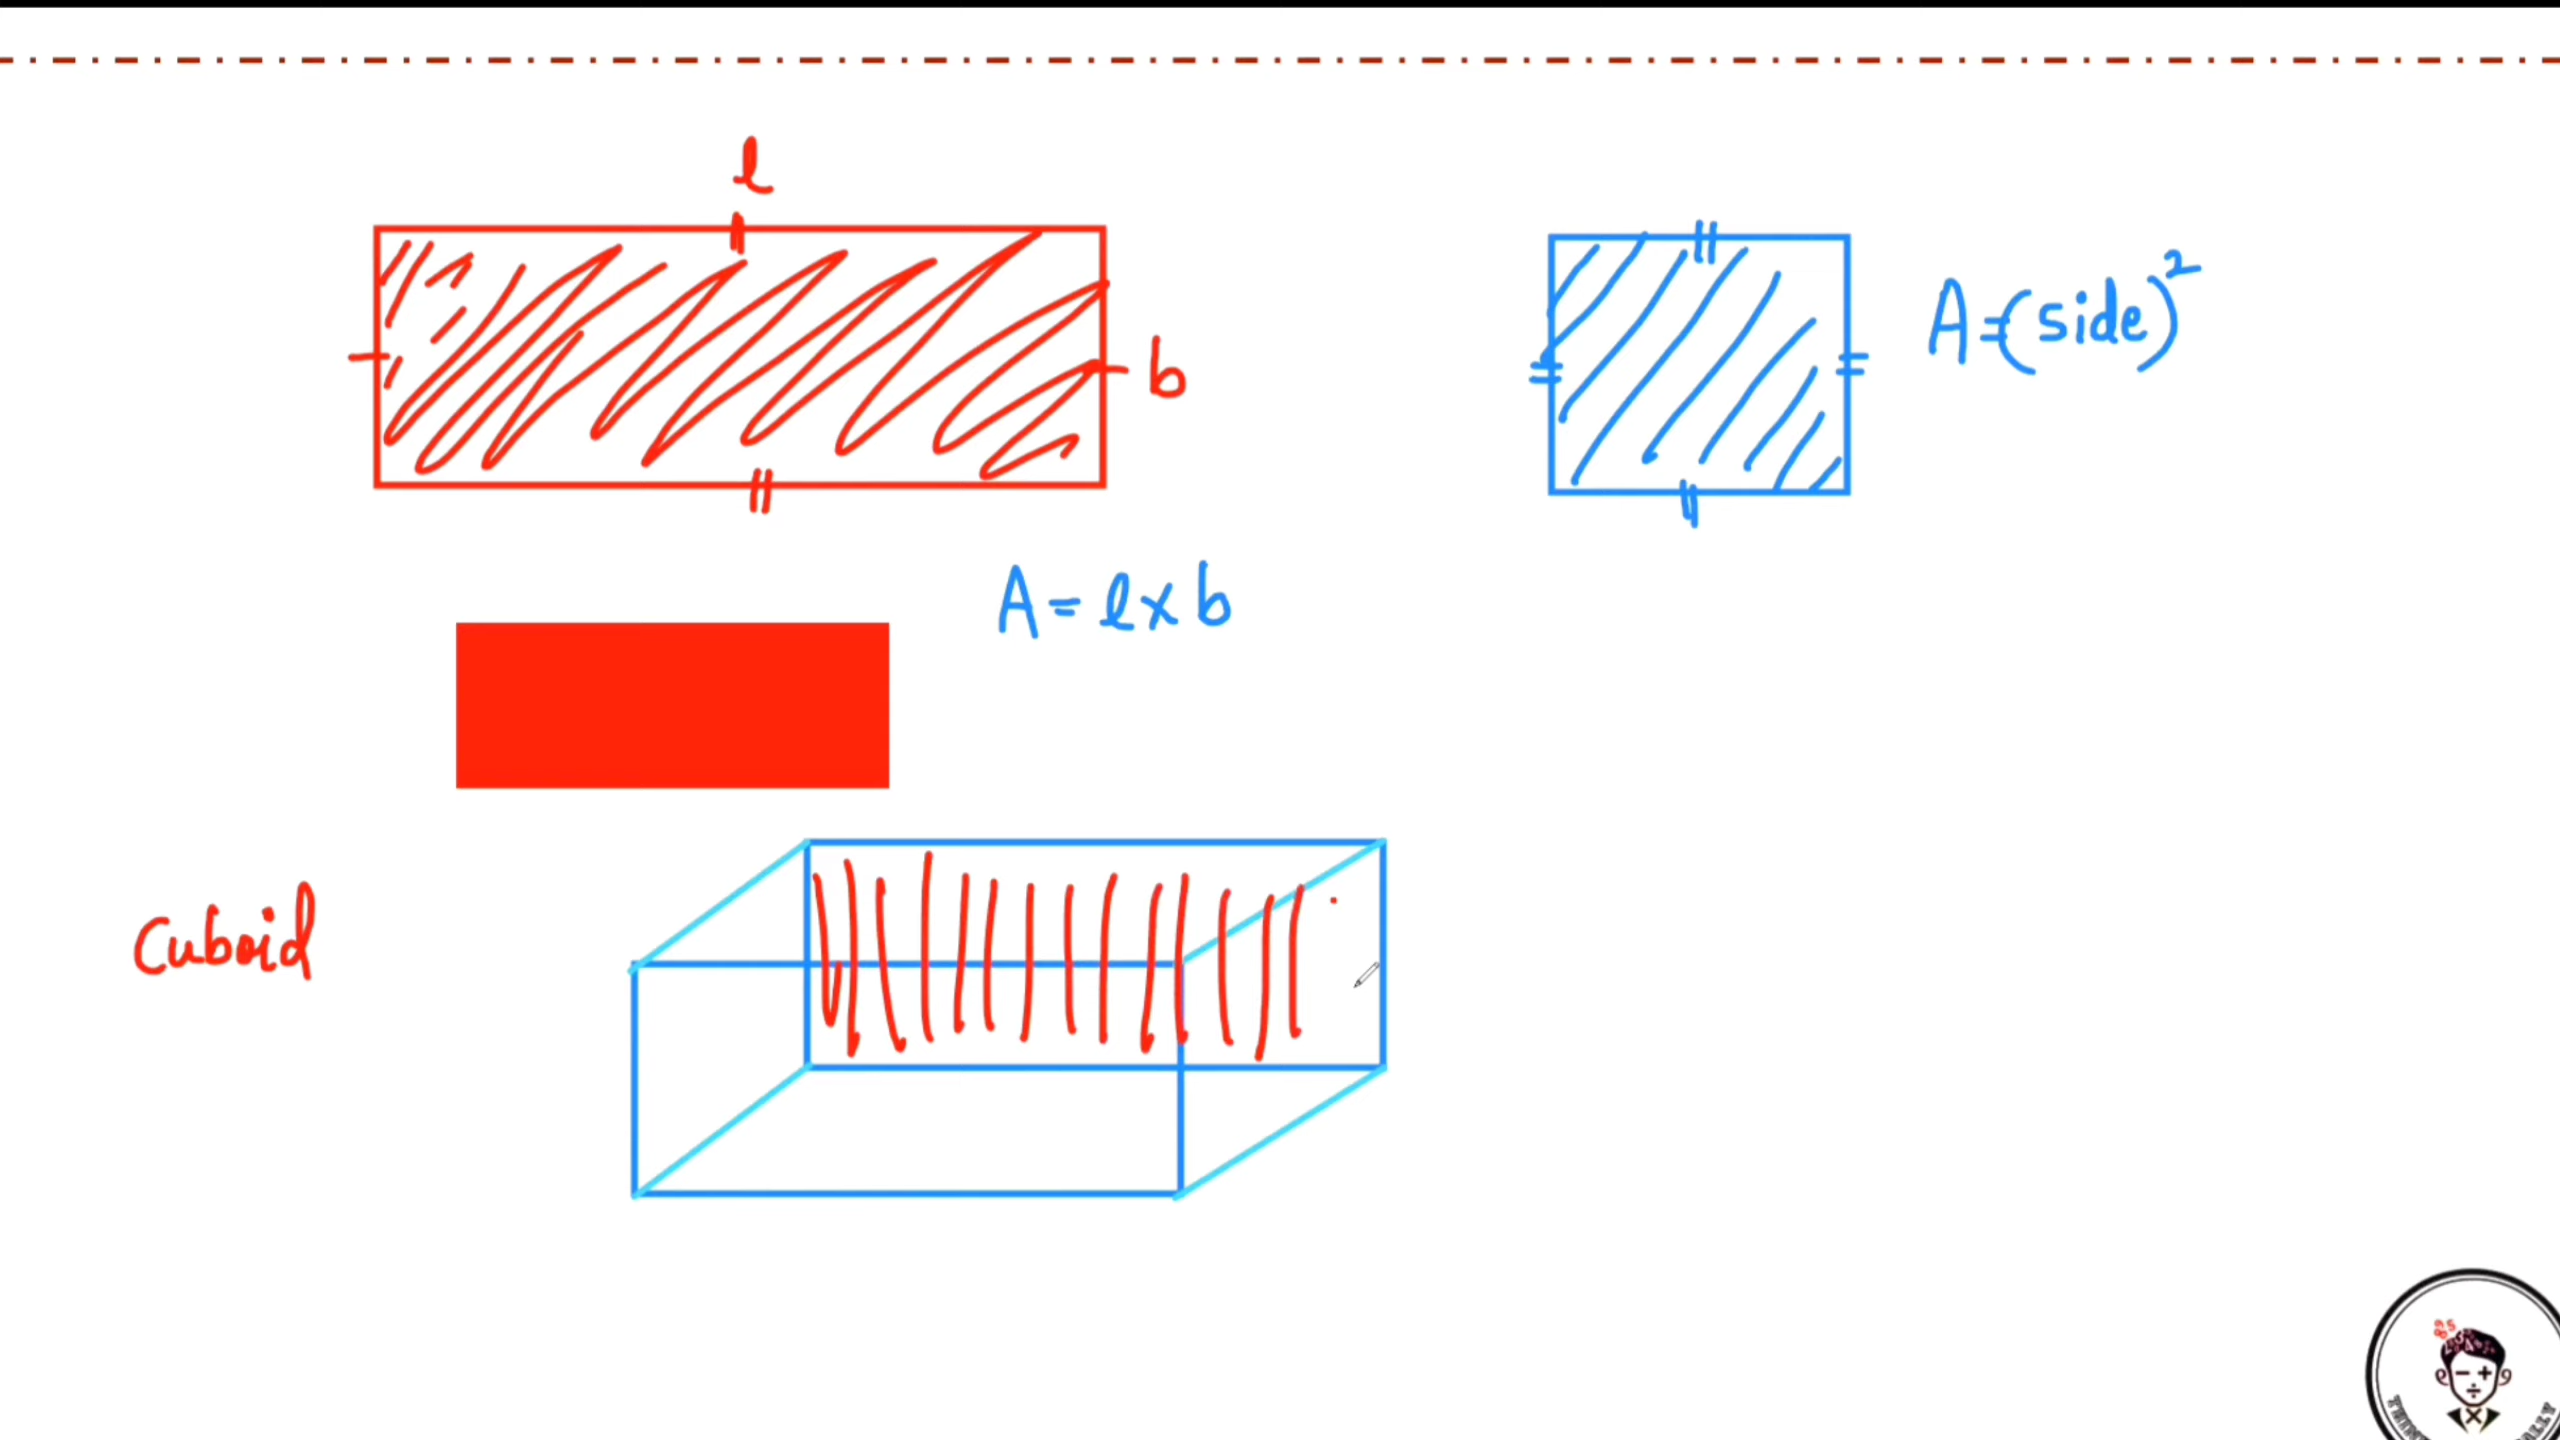 l
b
A=(side)²
A = l x b
Cuboid